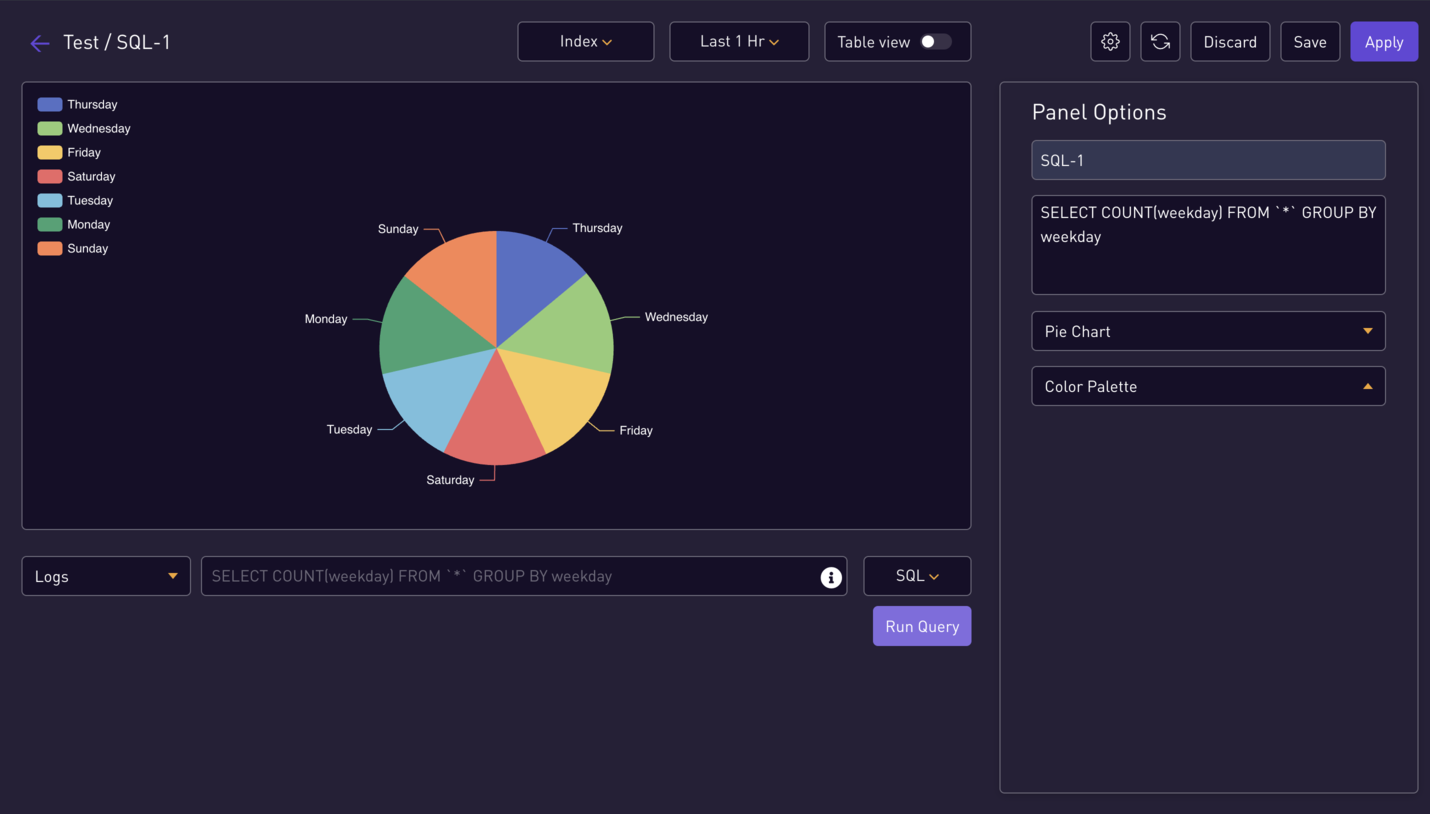 Test / SQL-1
Index
Last 1 Hr
Table view
Discard
Save
Apply
Thursday
Wednesday
Friday
Saturday
Tuesday
Monday
Sunday
Sunday
Thursday
Monday
Wednesday
Tuesday
Friday
Saturday
Logs
SELECT COUNT(weekday) FROM `*` GROUP BY weekday
SQL
Run Query
Panel Options
SQL-1
SELECT COUNT(weekday) FROM `*` GROUP BY
weekday
Pie Chart
Color Palette